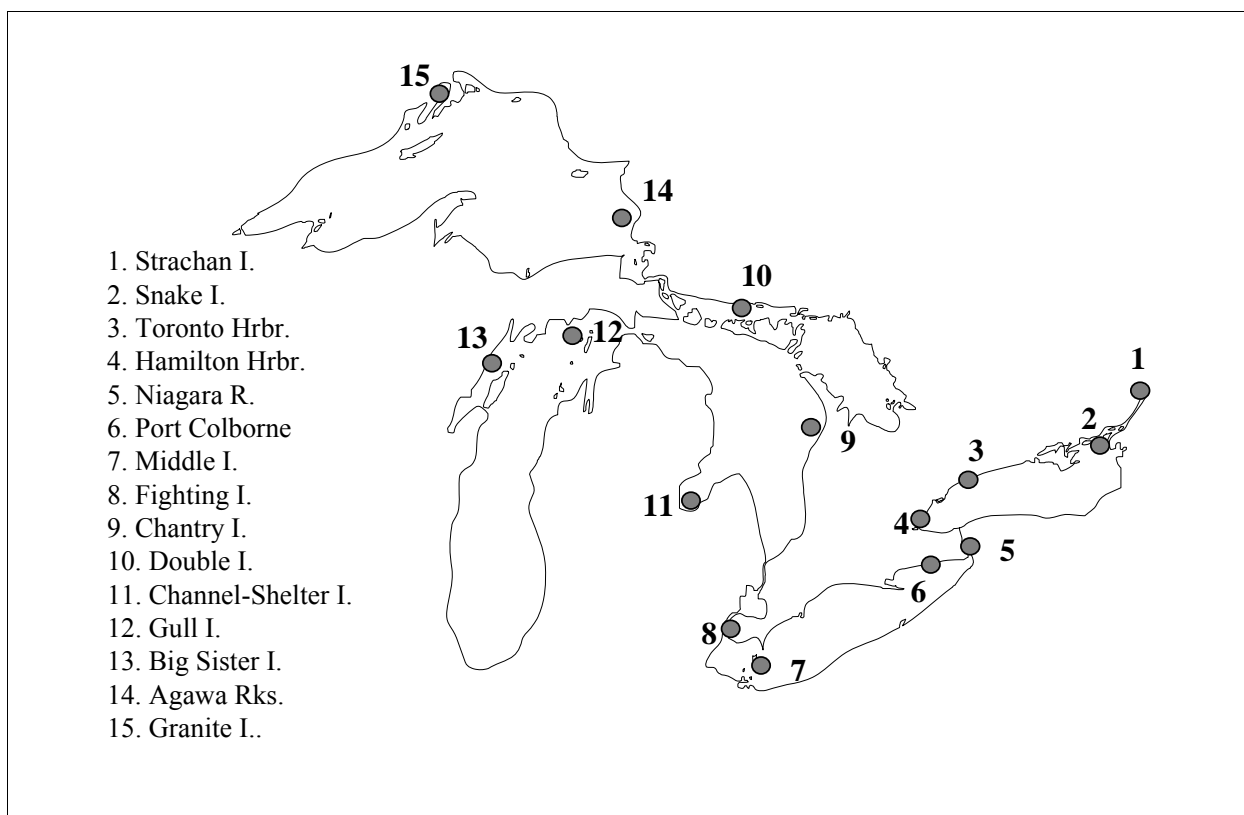 15
14
10
12
13
1
9
2
3
11
4
5
6
8
7
1. Strachan I.
2. Snake I.
3. Toronto Hrbr.
4. Hamilton Hrbr.
5. Niagara R.
6. Port Colborne
7. Middle I.
8. Fighting I.
9. Chantry I.
10. Double I.
11. Channel-Shelter I.
12. Gull I.
13. Big Sister I.
14. Agawa Rks.
15. Granite I..